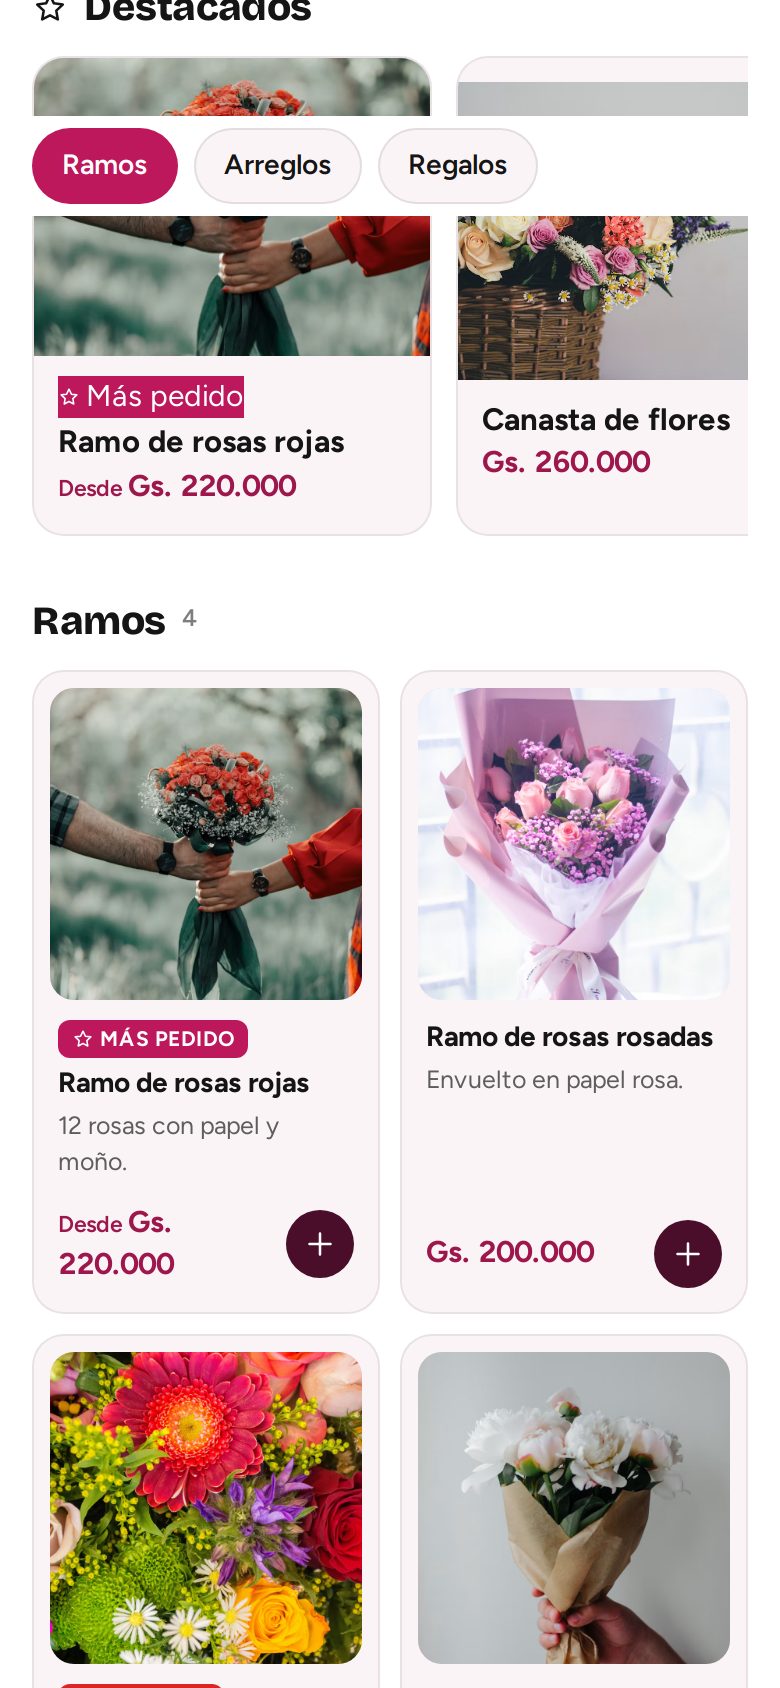 Destacados
Ramos
Arreglos
Regalos
Más pedido
Ramo de rosas rojas
Desde Gs. 220.000
Canasta de flores
Gs. 260.000
Ramos 4
MÁS PEDIDO
Ramo de rosas rojas
12 rosas con papel y
moño.
Desde Gs.
220.000
Ramo de rosas rosadas
Envuelto en papel rosa.
Gs. 200.000